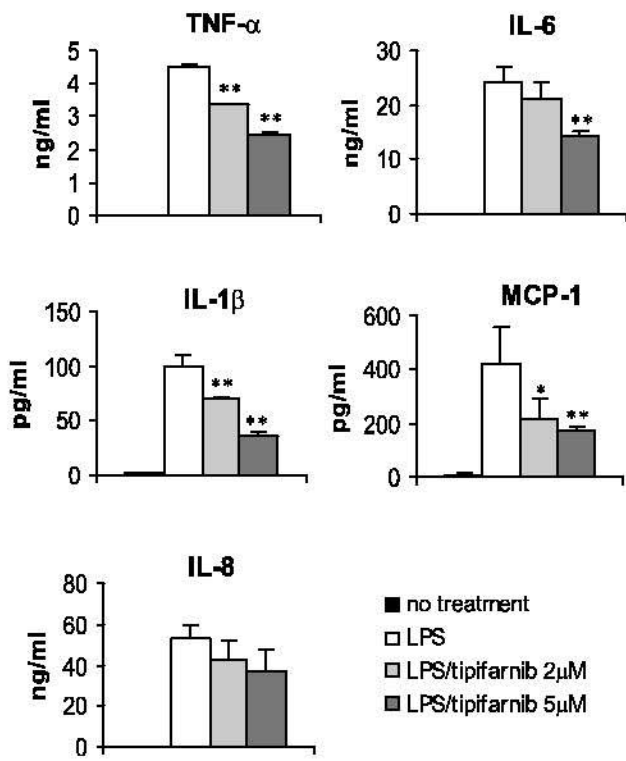 TNF-α
5
4
3
2
1
0
ng/ml
**
**
IL-6
30
20
10
0
ng/ml
**
IL-1β
150
100
50
0
pg/ml
**
**
MCP-1
600
400
200
0
pg/ml
*
**
IL-8
80
60
40
20
0
ng/ml
no treatment
LPS
LPS/tipifarnib 2μM
LPS/tipifarnib 5μM